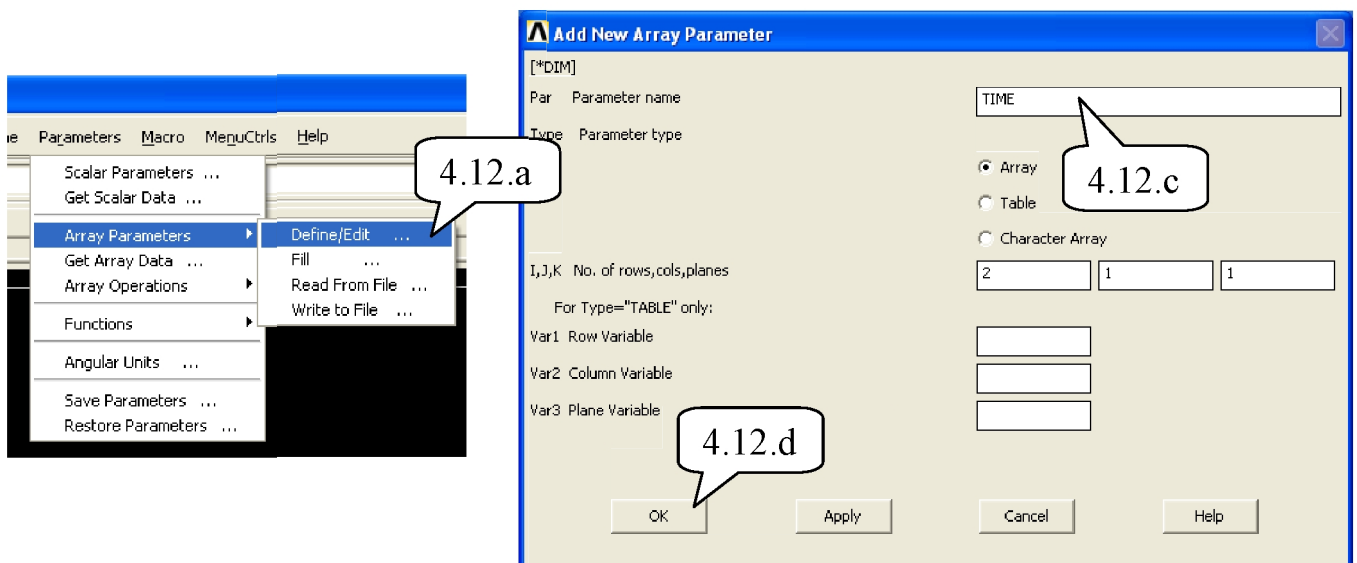 ne Parameters Macro MenuCtrls Help
Scalar Parameters ...
Get Scalar Data ...
Array Parameters
Get Array Data ...
Array Operations
Functions
Angular Units ...
Save Parameters ...
Restore Parameters ...
4.12.a
Define/Edit ...
Fill ...
Read From File ...
Write to File ...
Add New Array Parameter
[*DIM]
Par Parameter name TIME
Type Parameter type
Array
4.12.c
Table
Character Array
I,J,K No. of rows,cols,planes 2 1 1
For Type="TABLE" only:
Var1 Row Variable
Var2 Column Variable
Var3 Plane Variable
4.12.d
OK Apply Cancel Help